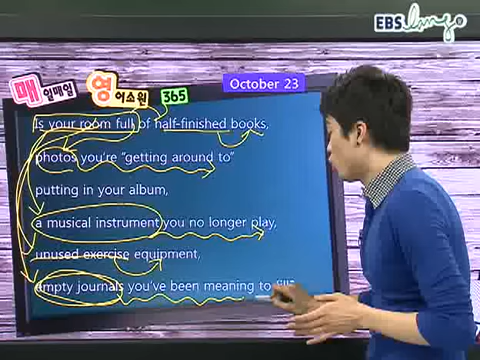 EBS lang
매일매일
영어소원
365
October 23
Is your room full of half-finished books,
photos you're "getting around to"
putting in your album,
a musical instrument you no longer play,
unused exercise equipment,
empty journals you've been meaning to fill?